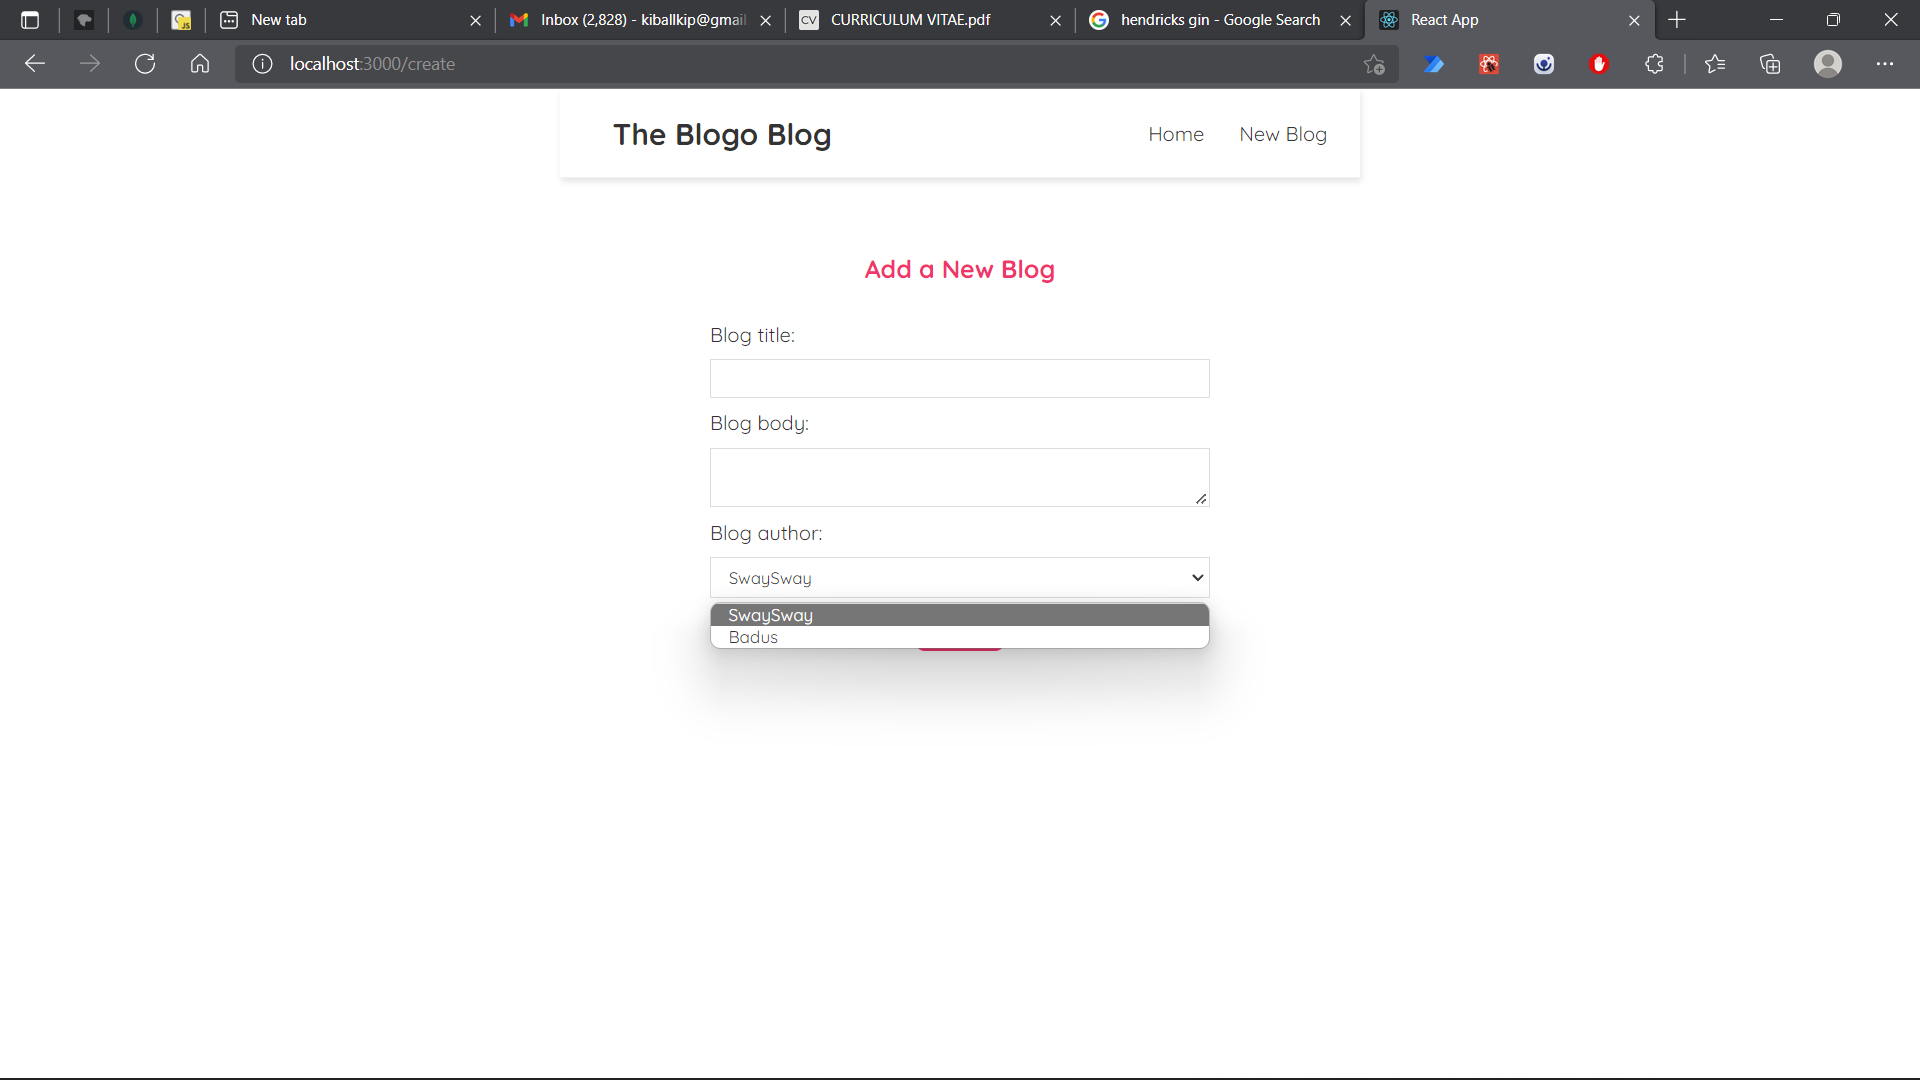 New tab
Inbox (2,828) - kiballkip@gmail
CV CURRICULUM VITAE.pdf
hendricks gin - Google Search
React App
localhost:3000/create
The Blogo Blog
Home
New Blog
Add a New Blog
Blog title:
Blog body:
Blog author:
SwaySway
SwaySway
Badus